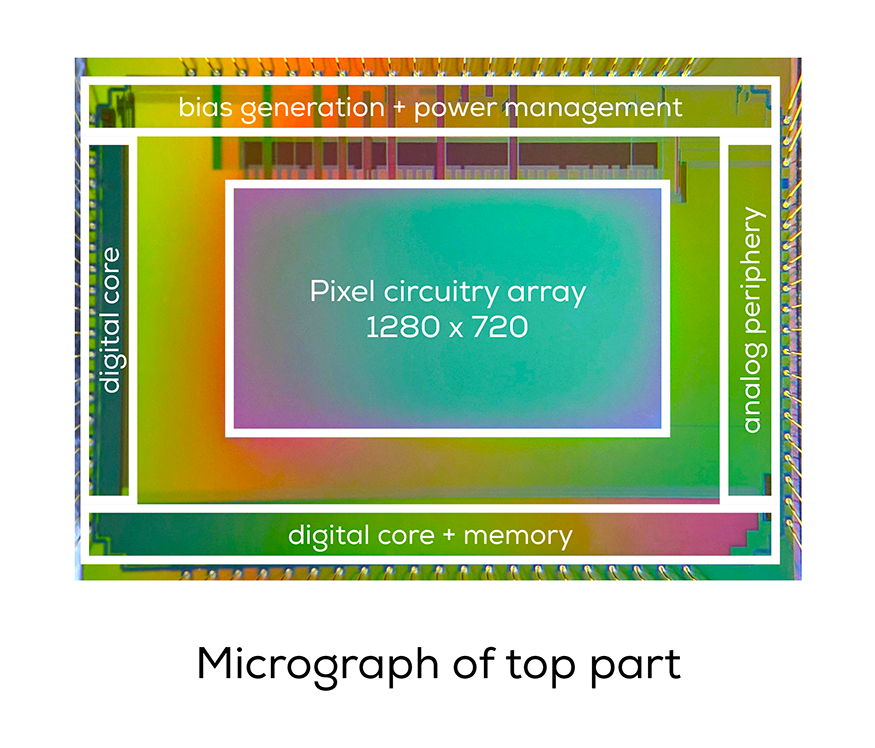 bias generation + power management
digital core
Pixel circuitry array
1280 x 720
analog periphery
digital core + memory
Micrograph of top part